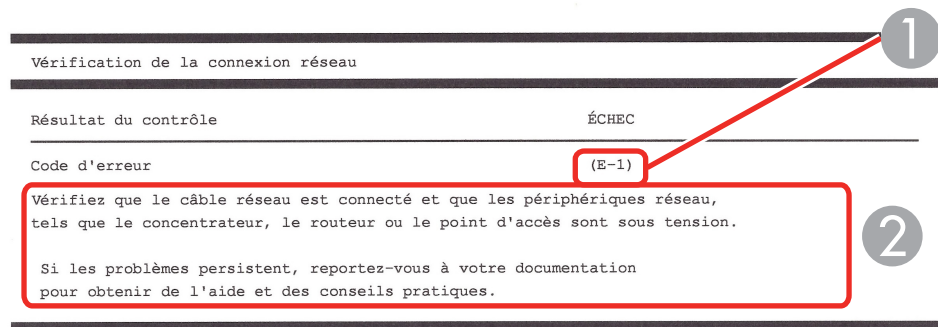 1
Vérification de la connexion réseau
Résultat du contrôle ÉCHEC
Code d'erreur (E-1)
Vérifiez que le câble réseau est connecté et que les périphériques réseau,
tels que le concentrateur, le routeur ou le point d'accès sont sous tension.
2
Si les problèmes persistent, reportez-vous à votre documentation
pour obtenir de l'aide et des conseils pratiques.